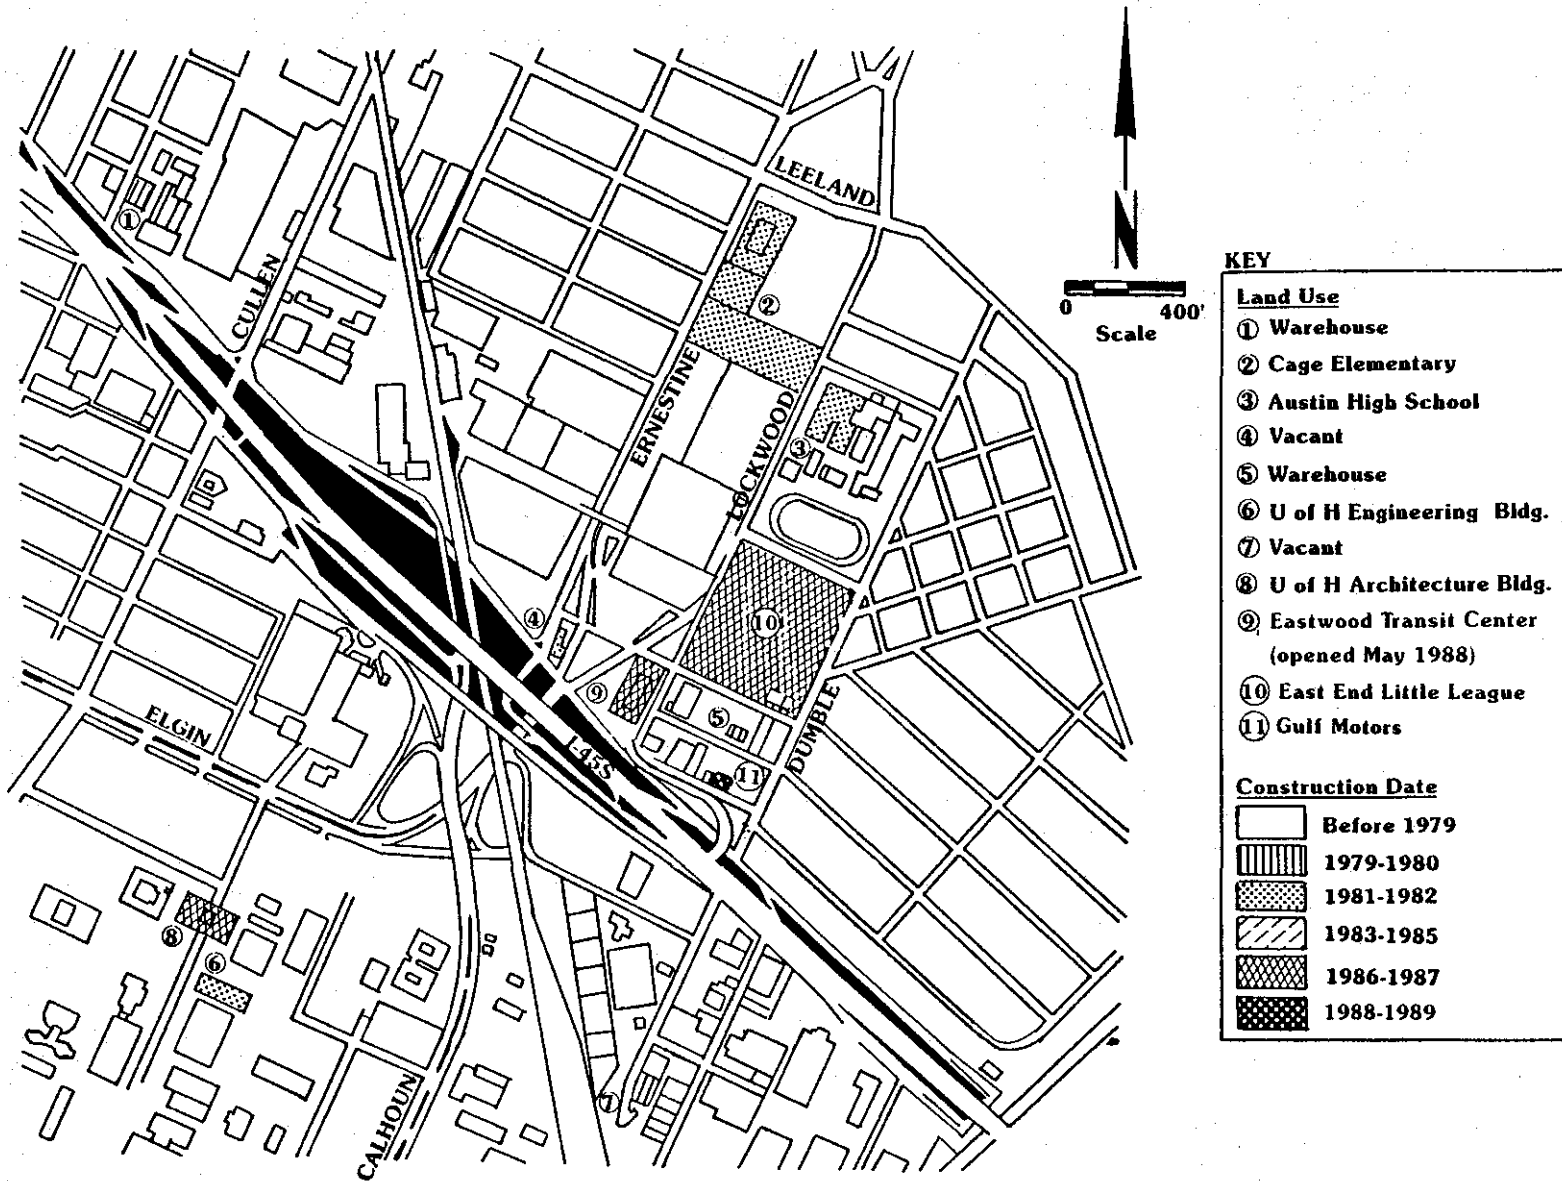 LEELAND
N
0 400'
Scale
①
CULLEN
②
ERNESTINE
LOCKWOOD
③
④
⑩
⑨
⑤
DUMBLE
⑪
I-45S
ELGIN
⑧
⑥
⑦
CALHOUN
KEY
Land Use
① Warehouse
② Cage Elementary
③ Austin High School
④ Vacant
⑤ Warehouse
⑥ U of H Engineering Bldg.
⑦ Vacant
⑧ U of H Architecture Bldg.
⑨ Eastwood Transit Center
(opened May 1988)
⑩ East End Little League
⑪ Gulf Motors
Construction Date
Before 1979
1979-1980
1981-1982
1983-1985
1986-1987
1988-1989